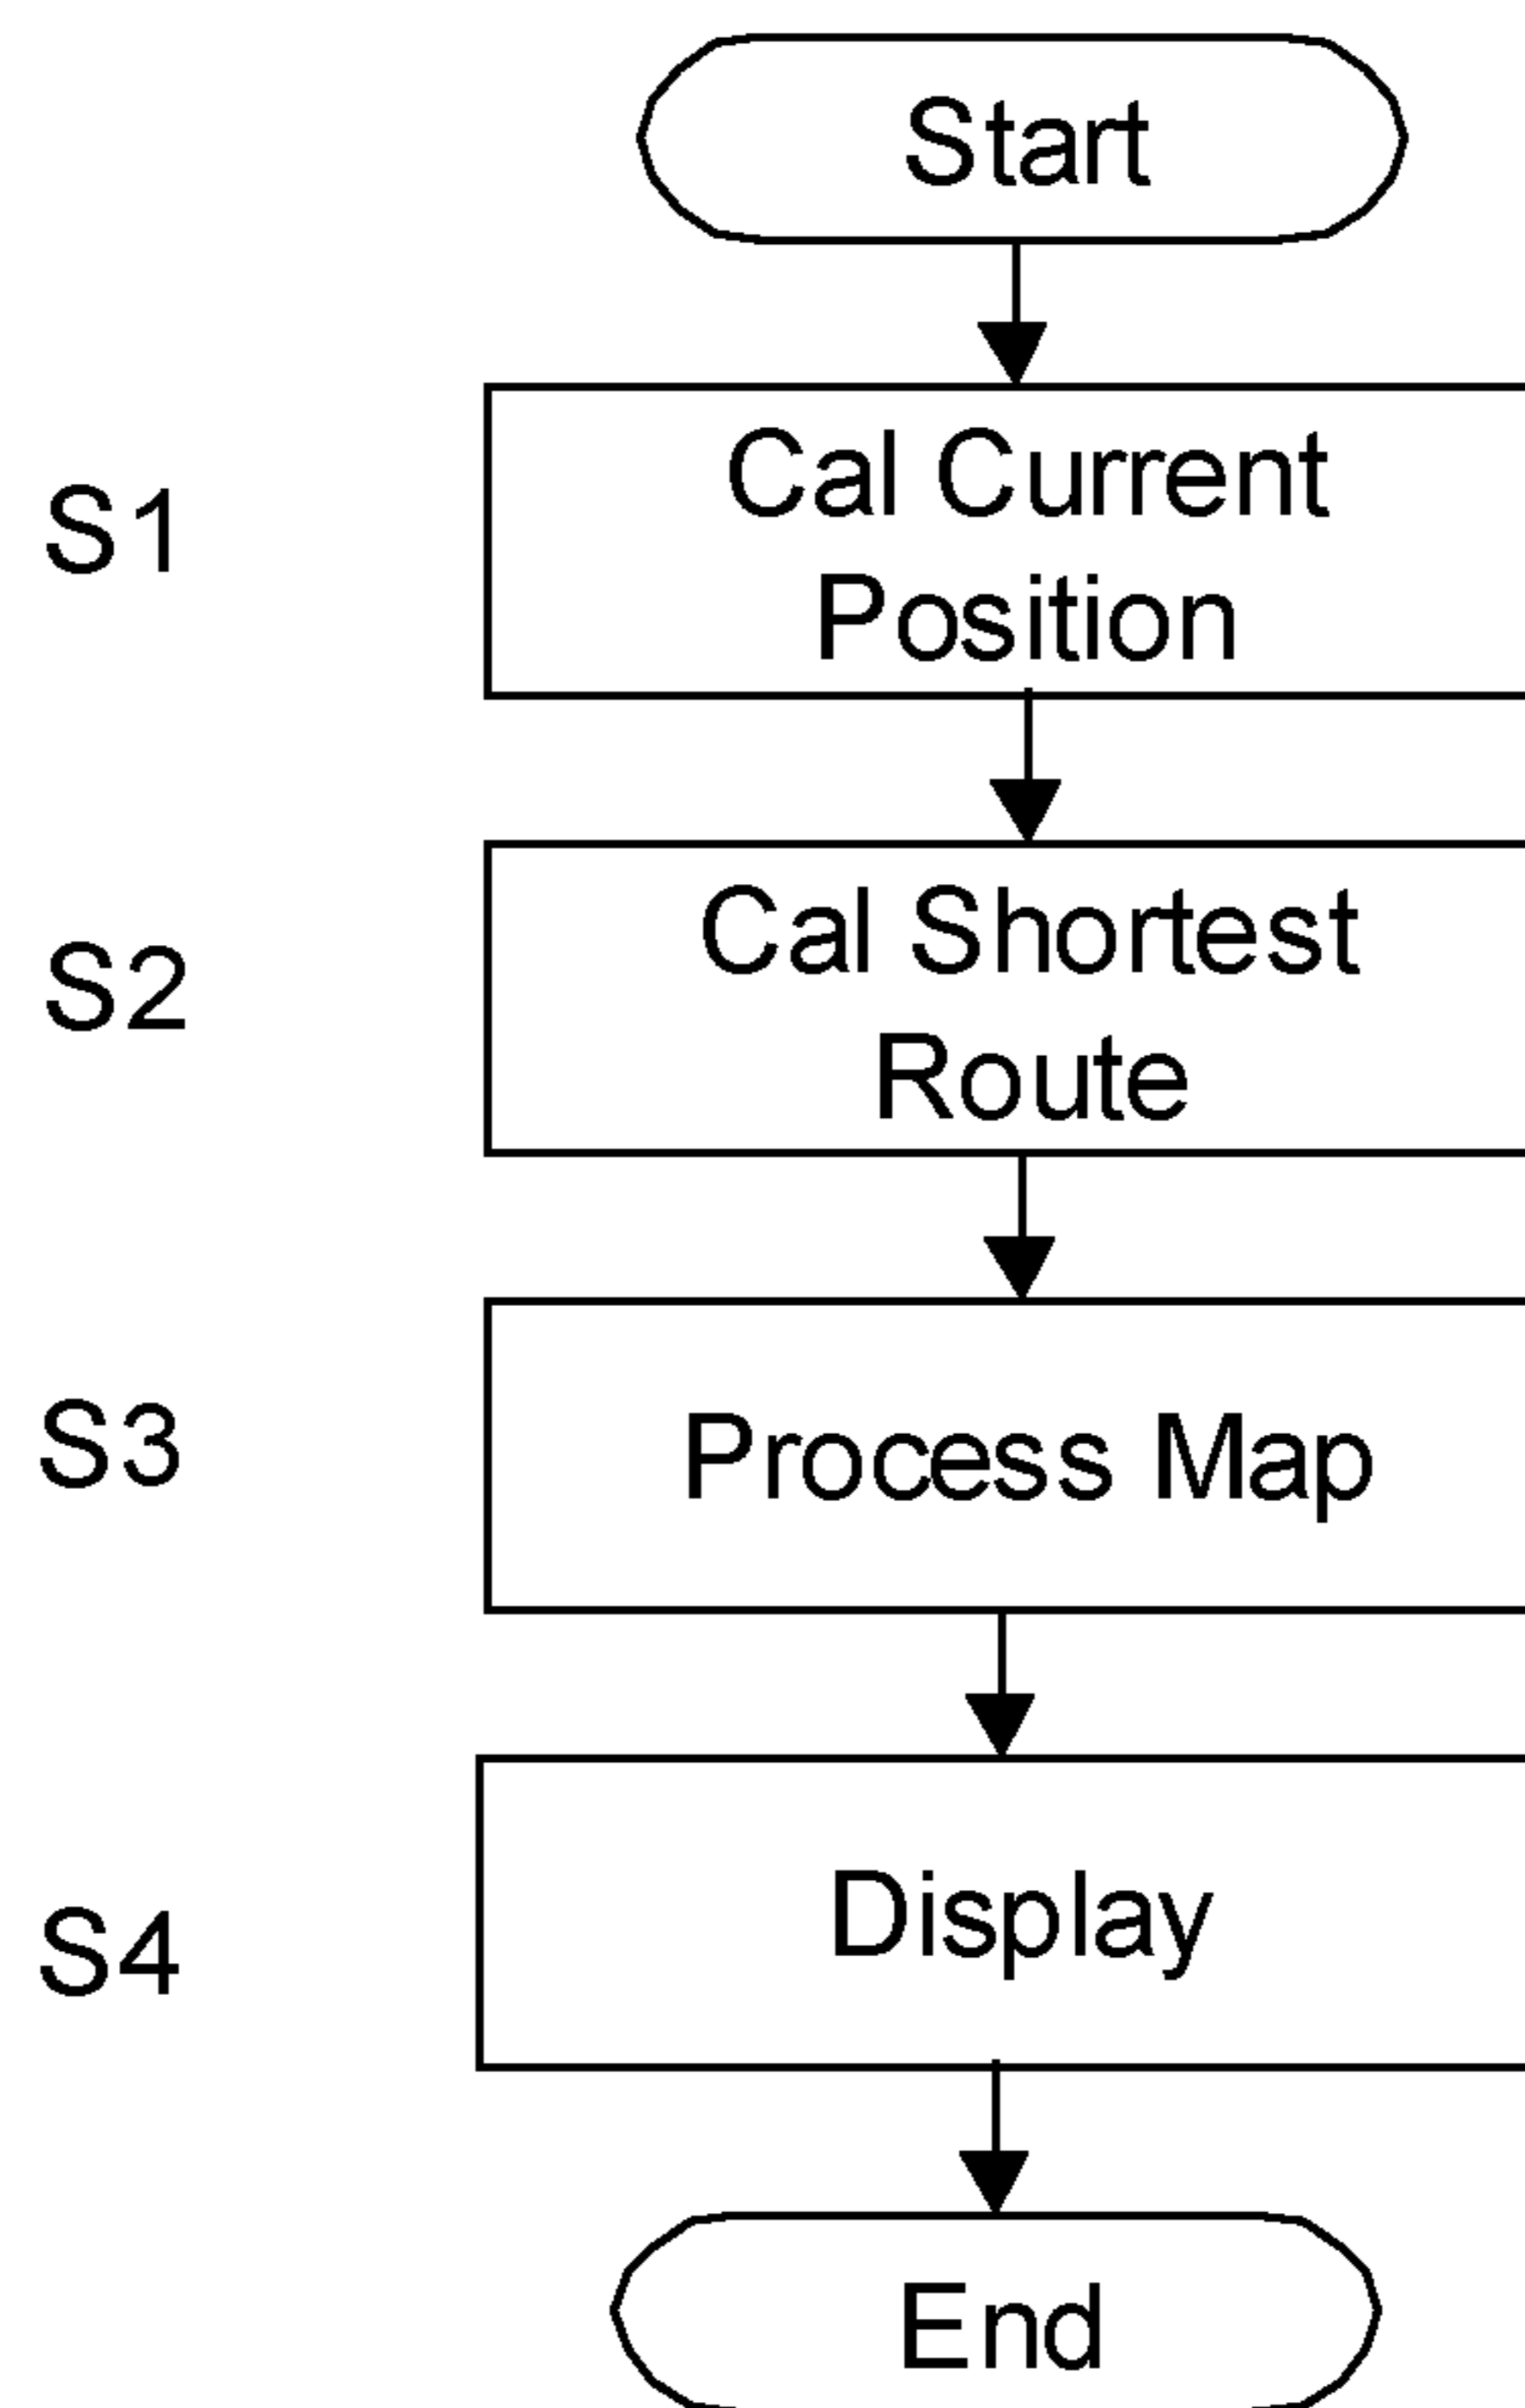 Start
S1
Cal Current
Position
S2
Cal Shortest
Route
S3
Process Map
S4
Display
End